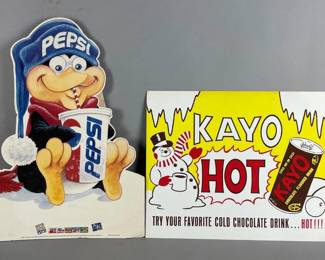 PEPSI
PEPSI
KAYO
HOT
KAYO
TRY YOUR FAVORITE COLD CHOCOLATE DRINK...HOT!!!